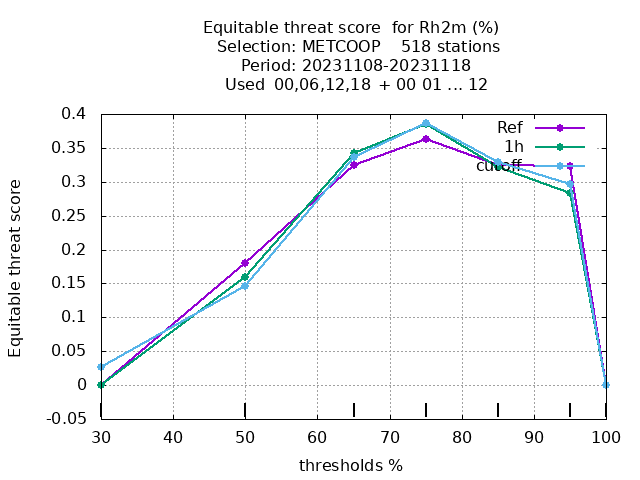 Equitable threat score  for Rh2m (%)
Selection: METCOOP    518 stations
Period: 20231108-20231118
Used  00,06,12,18  + 00 01 ... 12
Equitable threat score
0.4
0.35
0.3
0.25
0.2
0.15
0.1
0.05
0
-0.05
Ref
1h
cutoff
30 40 50 60 70 80 90 100
thresholds %